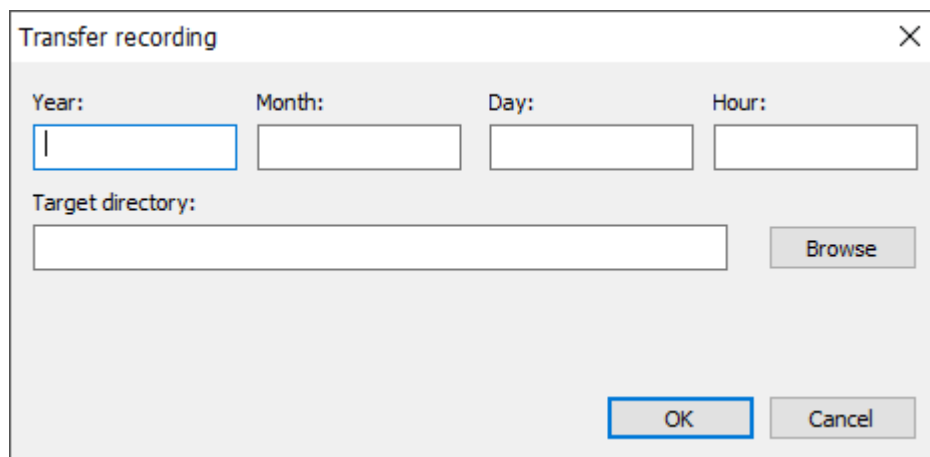 Transfer recording
Year: Month: Day: Hour:
Target directory:
Browse
OK Cancel